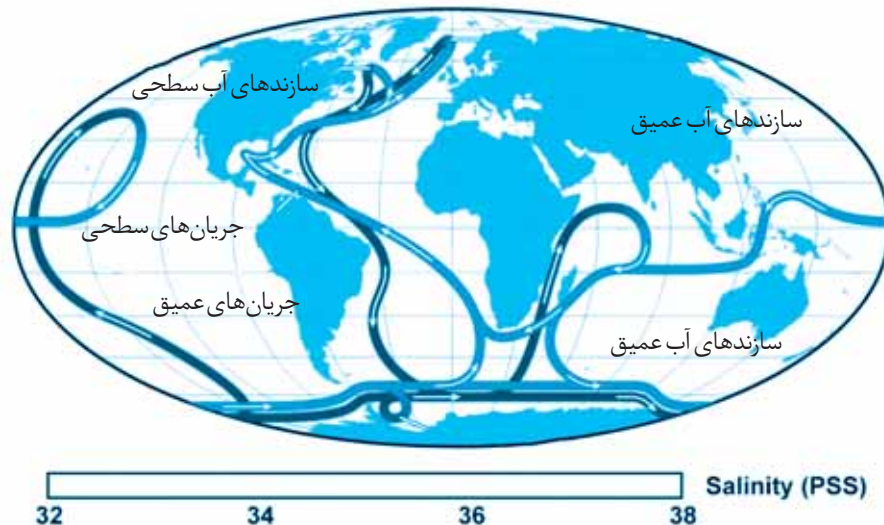 سازندهای آب سطحی
سازندهای آب عمیق
جریان‌های سطحی
جریان‌های عمیق
سازندهای آب عمیق
Salinity (PSS)
32 34 36 38